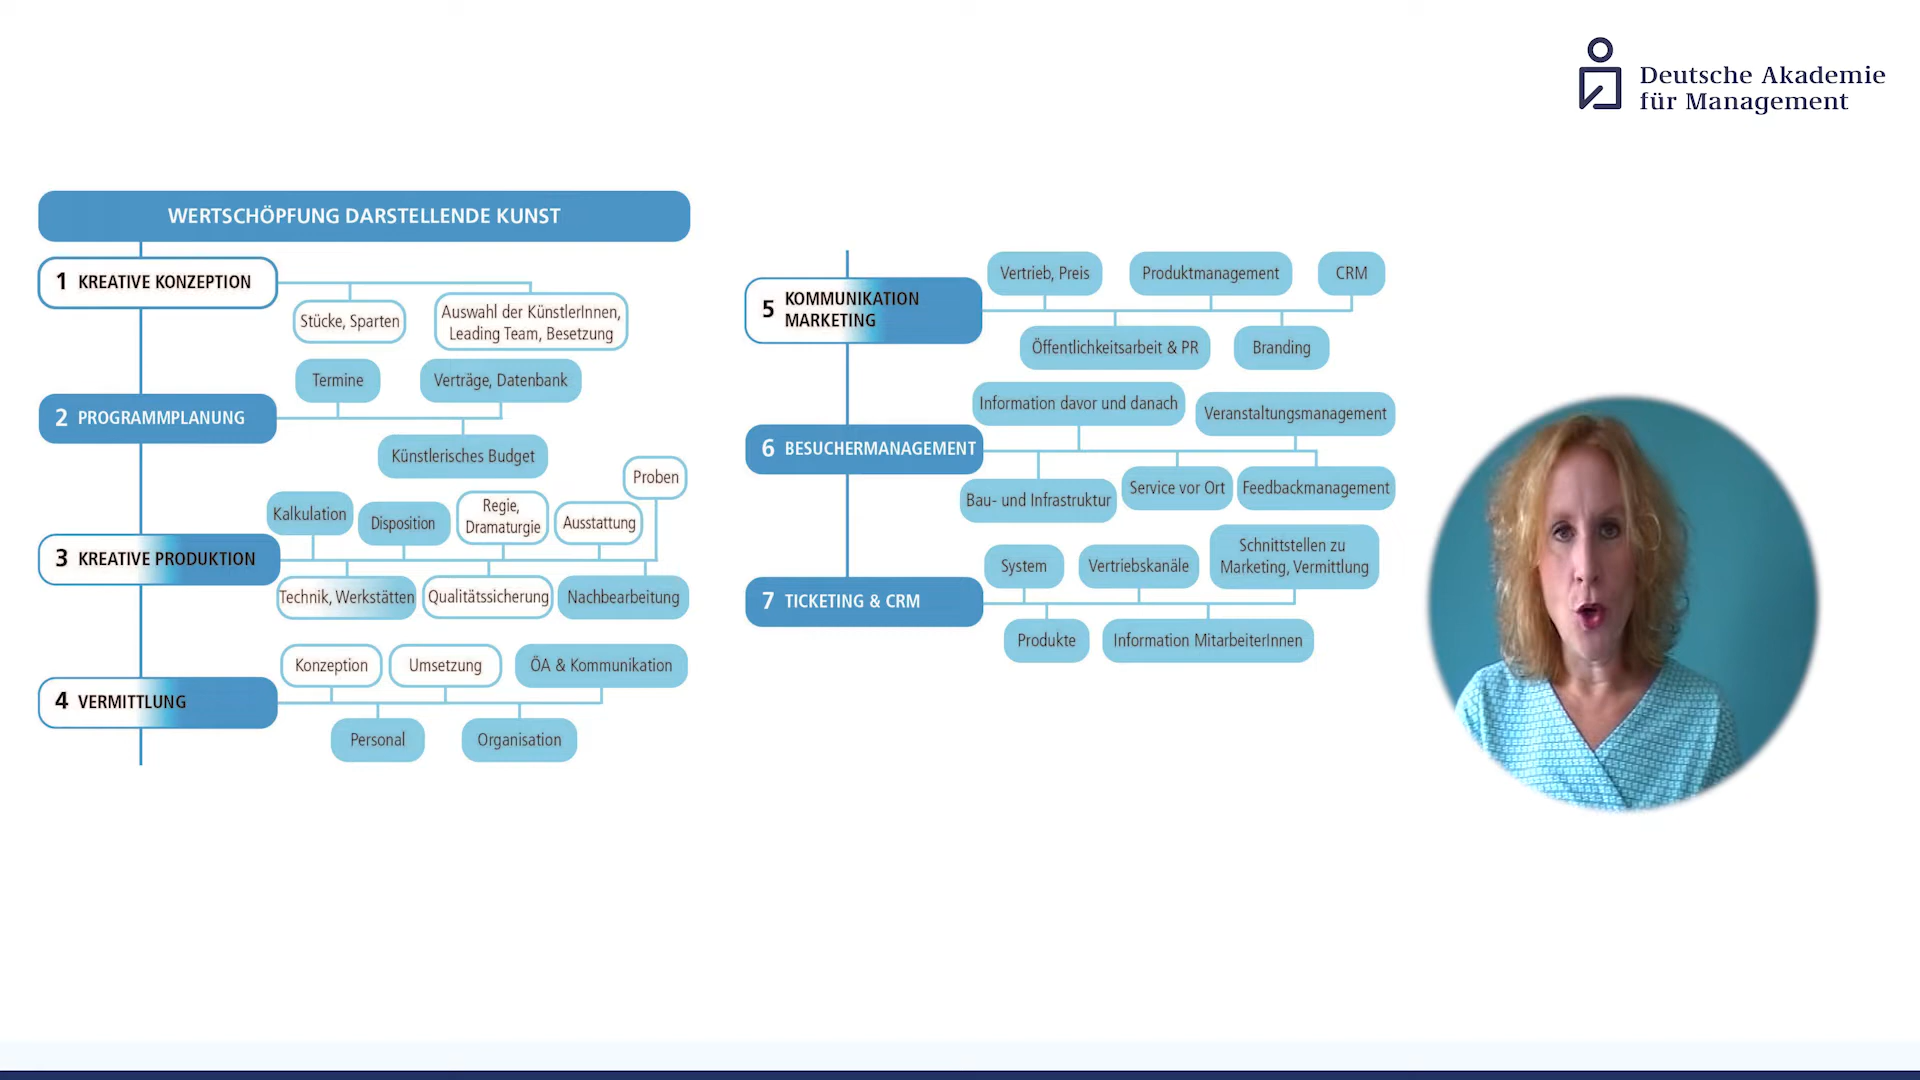 Deutsche Akademie
für Management
WERTSCHÖPFUNG DARSTELLENDE KUNST
1 KREATIVE KONZEPTION
Stücke, Sparten
Auswahl der KünstlerInnen,
Leading Team, Besetzung
2 PROGRAMMPLANUNG
Termine
Verträge, Datenbank
Künstlerisches Budget
3 KREATIVE PRODUKTION
Kalkulation
Disposition
Regie,
Dramaturgie
Ausstattung
Proben
Technik, Werkstätten
Qualitätssicherung
Nachbearbeitung
4 VERMITTLUNG
Konzeption
Umsetzung
ÖA & Kommunikation
Personal
Organisation
5 KOMMUNIKATION
MARKETING
Vertrieb, Preis
Produktmanagement
CRM
Öffentlichkeitsarbeit & PR
Branding
6 BESUCHERMANAGEMENT
Information davor und danach
Veranstaltungsmanagement
Bau- und Infrastruktur
Service vor Ort
Feedbackmanagement
7 TICKETING & CRM
System
Vertriebskanäle
Schnittstellen zu
Marketing, Vermittlung
Produkte
Information MitarbeiterInnen